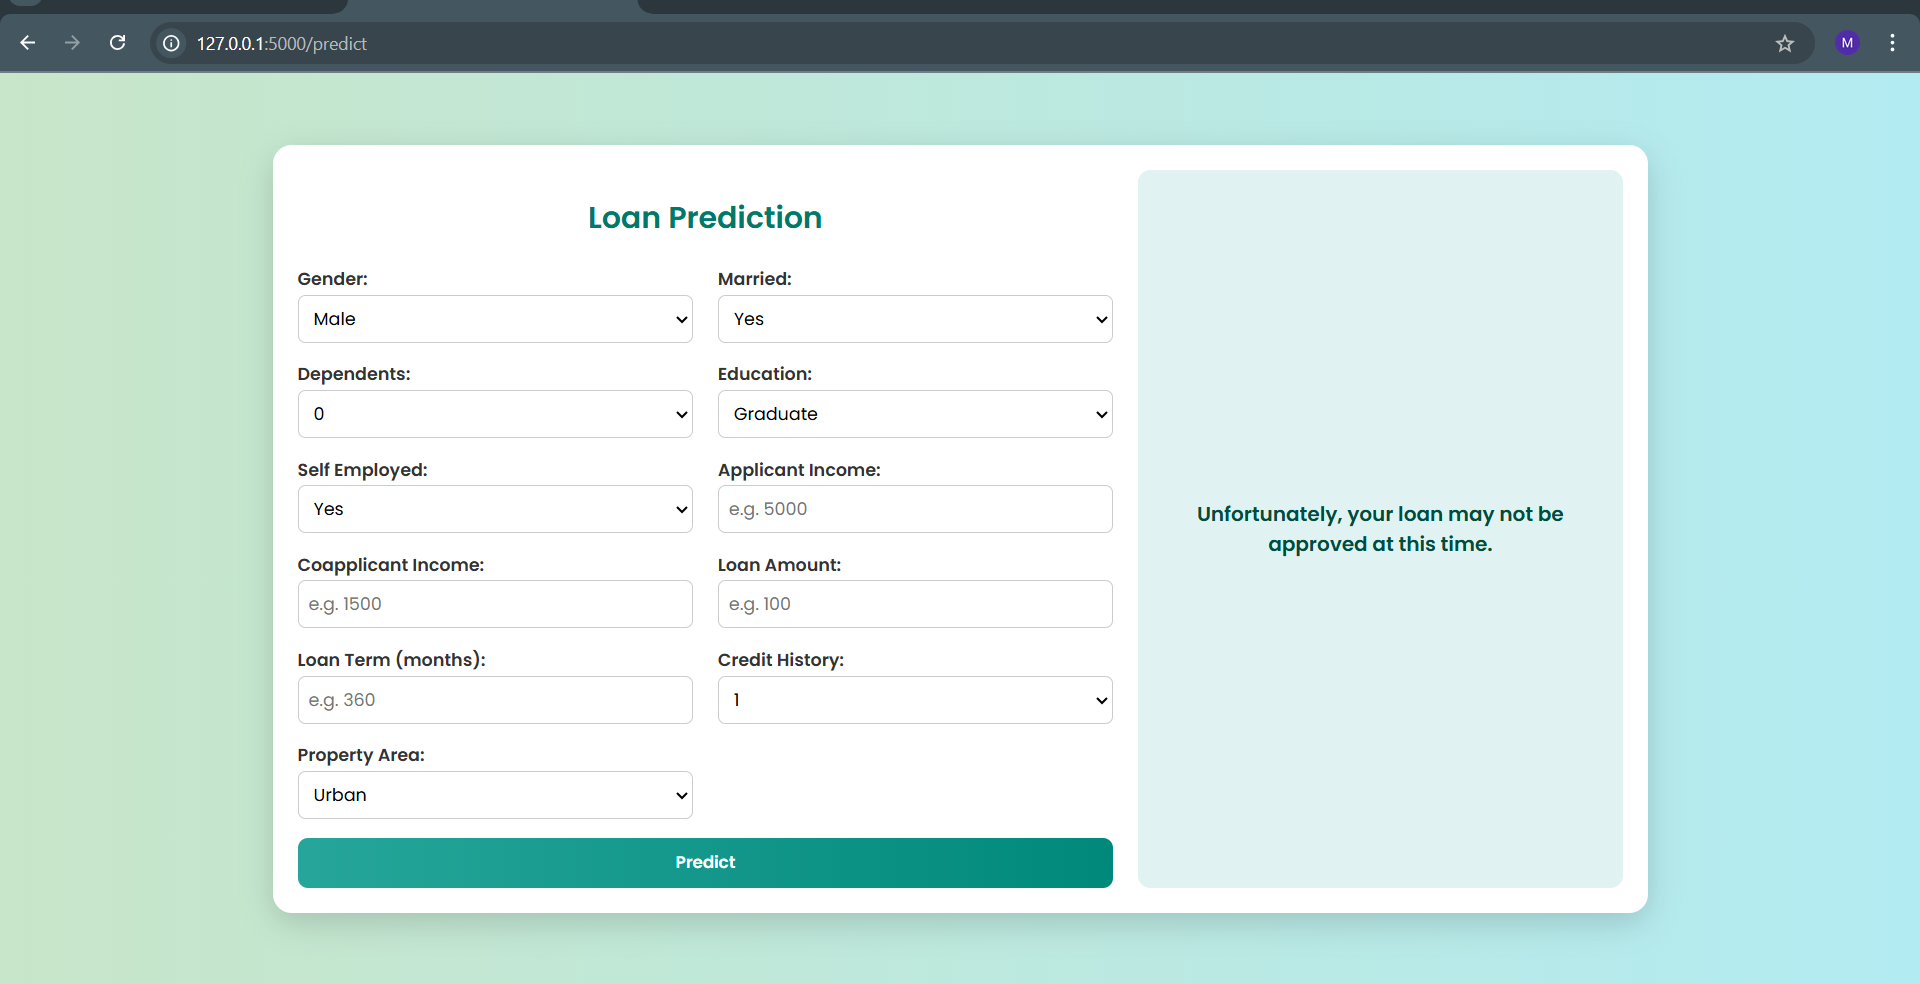 127.0.0.1:5000/predict
M
Loan Prediction
Gender:
Married:
Male
Yes
Dependents:
Education:
0
Graduate
Self Employed:
Applicant Income:
Yes
e.g. 5000
Coapplicant Income:
Loan Amount:
e.g. 1500
e.g. 100
Loan Term (months):
Credit History:
e.g. 360
1
Property Area:
Urban
Predict
Unfortunately, your loan may not be
approved at this time.